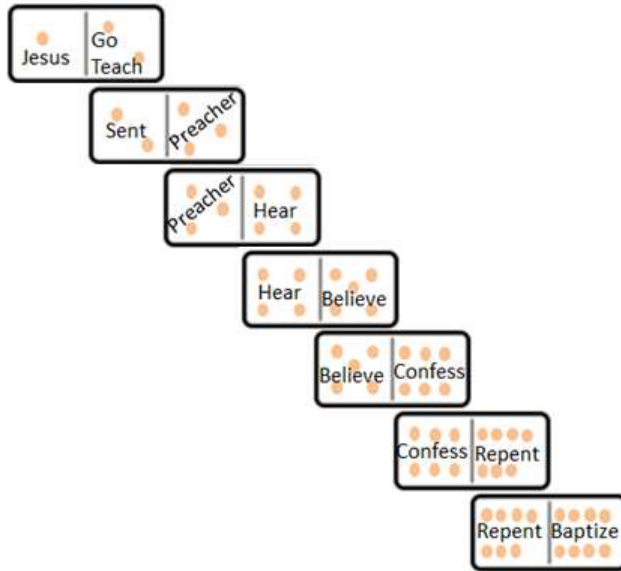 Jesus Go Teach
Sent Preacher
Preacher Hear
Hear Believe
Believe Confess
Confess Repent
Repent Baptize